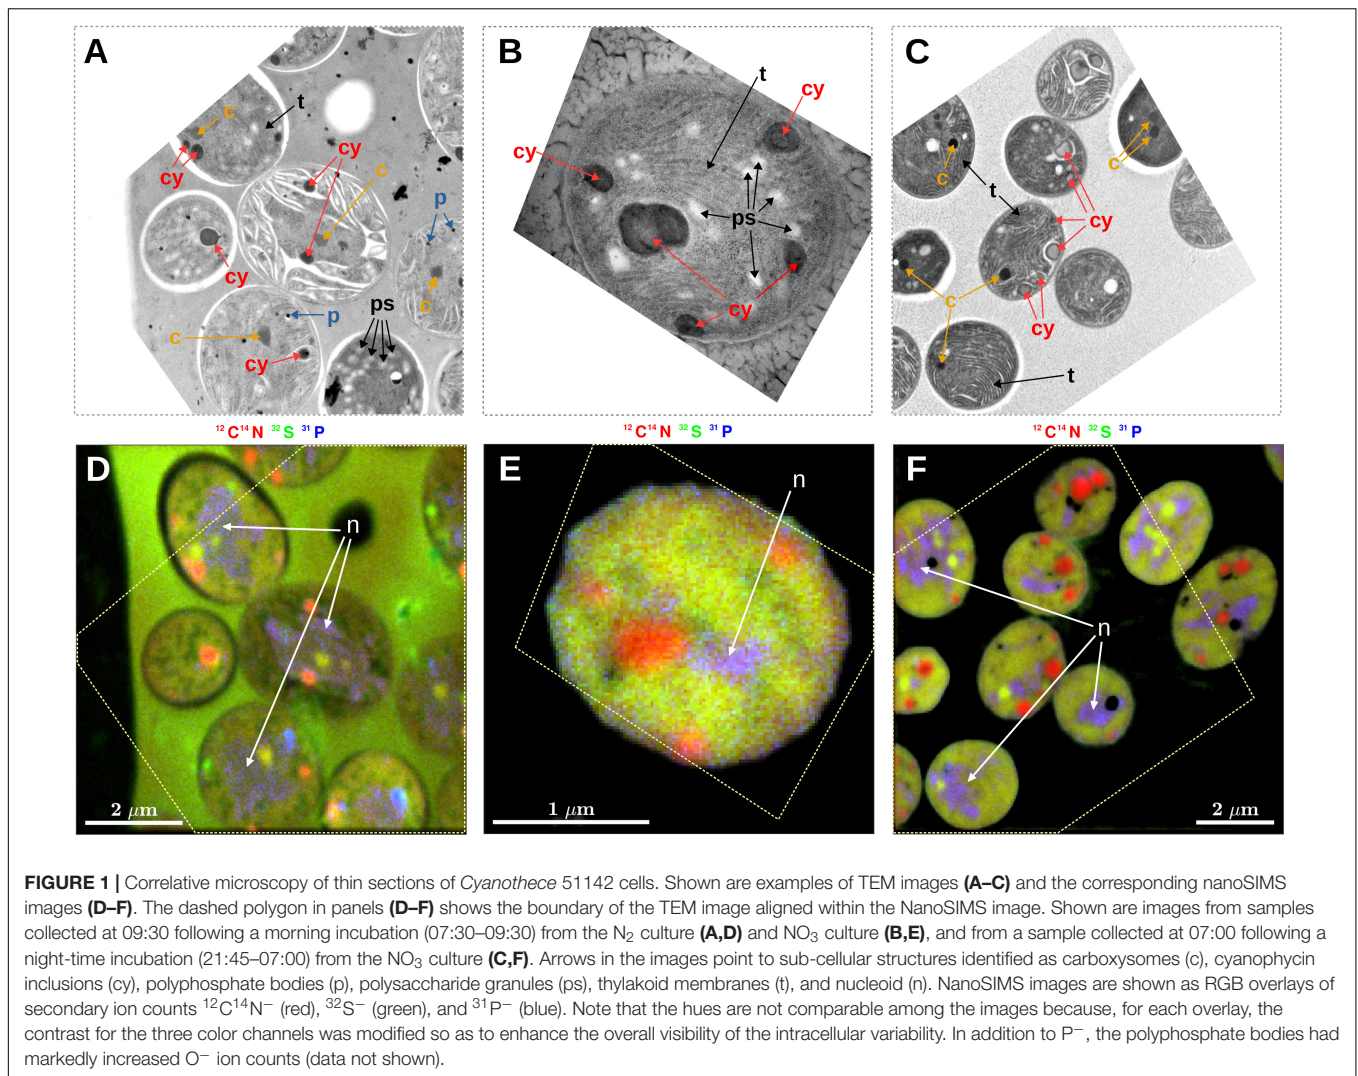 A
B
C
c
t
cy
cy
c
p
cy
c
ps
p
c
cy
t
cy
cy
ps
cy
c
c
t
cy
c
cy
t
12C14N 32S 31P
12C14N 32S 31P
12C14N 32S 31P
D
E
F
n
n
n
2 μm
1 μm
2 μm
FIGURE 1 | Correlative microscopy of thin sections of Cyanothece 51142 cells. Shown are examples of TEM images (A–C) and the corresponding nanoSIMS
images (D–F). The dashed polygon in panels (D–F) shows the boundary of the TEM image aligned within the NanoSIMS image. Shown are images from samples
collected at 09:30 following a morning incubation (07:30–09:30) from the N₂ culture (A,D) and NO₃ culture (B,E), and from a sample collected at 07:00 following a
night-time incubation (21:45–07:00) from the NO₃ culture (C,F). Arrows in the images point to sub-cellular structures identified as carboxysomes (c), cyanophycin
inclusions (cy), polyphosphate bodies (p), polysaccharide granules (ps), thylakoid membranes (t), and nucleoid (n). NanoSIMS images are shown as RGB overlays of
secondary ion counts ¹²C¹⁴N⁻ (red), ³²S⁻ (green), and ³¹P⁻ (blue). Note that the hues are not comparable among the images because, for each overlay, the
contrast for the three color channels was modified so as to enhance the overall visibility of the intracellular variability. In addition to P⁻, the polyphosphate bodies had
markedly increased O⁻ ion counts (data not shown).